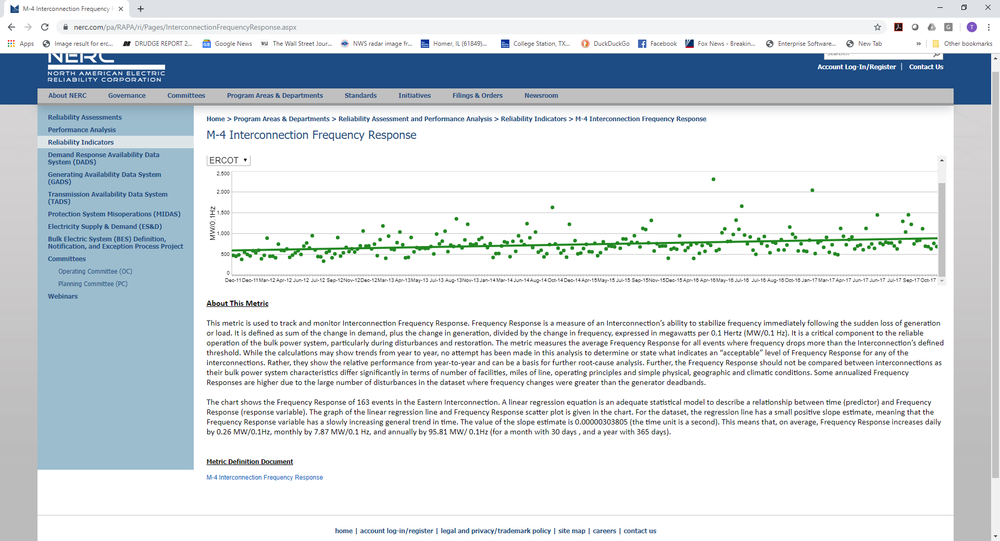 M-4 Interconnection Frequency R
nerc.com/pa/RAPA/ri/Pages/InterconnectionFrequencyResponse.aspx
G
T
Apps
Image result for erc...
DRUDGE REPORT 2...
Google News
The Wall Street Jour...
NWS radar image fr...
Homer, IL (61849)...
College Station, TX...
DuckDuckGo
Facebook
Fox News - Breakin...
Enterprise Software...
New Tab
»
Other bookmarks
NERC
NORTH AMERICAN ELECTRIC
RELIABILITY CORPORATION
Search...
Account Log-In/Register | Contact Us
About NERC
Governance
Committees
Program Areas & Departments
Standards
Initiatives
Filings & Orders
Newsroom
Reliability Assessments
Performance Analysis
Reliability Indicators
Demand Response Availability Data
System (DADS)
Generating Availability Data System
(GADS)
Transmission Availability Data System
(TADS)
Protection System Misoperations (MIDAS)
Electricity Supply & Demand (ES&D)
Bulk Electric System (BES) Definition,
Notification, and Exception Process Project
Committees
Operating Committee (OC)
Planning Committee (PC)
Webinars
Home > Program Areas & Departments > Reliability Assessment and Performance Analysis > Reliability Indicators > M-4 Interconnection Frequency Response
M-4 Interconnection Frequency Response
ERCOT
MW/0.1Hz
2,500
2,000
1,500
1,000
500
0
Dec-11 Dec-11 Mar-12 Apr-12 Jun-12 Jul-12 Sep-12 Nov-12 Dec-12 Mar-13 Apr-13 May-13 Jul-13 Aug-13 Nov-13 Jan-14 Mar-14 Jun-14 Aug-14 Oct-14 Dec-14 Apr-15 May-15 Jul-15 Sep-15 Nov-15 Dec-15 Apr-16 Apr-16 May-16 Jul-16 Jul-16 Aug-16 Oct-16 Jan-17 Mar-17 Apr-17 Jun-17 Jun-17 Jul-17 Sep-17 Oct-17
About This Metric
This metric is used to track and monitor Interconnection Frequency Response. Frequency Response is a measure of an Interconnection’s ability to stabilize frequency immediately following the sudden loss of generation
or load. It is defined as sum of the change in demand, plus the change in generation, divided by the change in frequency, expressed in megawatts per 0.1 Hertz (MW/0.1 Hz). It is a critical component to the reliable
operation of the bulk power system, particularly during disturbances and restoration. The metric measures the average Frequency Response for all events where frequency drops more than the Interconnection’s defined
threshold. While the calculations may show trends from year to year, no attempt has been made in this analysis to determine or state what indicates an “acceptable” level of Frequency Response for any of the
interconnections. Rather, they show the relative performance from year-to-year and can be a basis for further root-cause analysis. Further, the Frequency Response should not be compared between interconnections as
their bulk power system characteristics differ significantly in terms of number of facilities, miles of line, operating principles and simple physical, geographic and climatic conditions. Some annualized Frequency
Responses are higher due to the large number of disturbances in the dataset where frequency changes were greater than the generator deadbands.
The chart shows the Frequency Response of 163 events in the Eastern Interconnection. A linear regression equation is an adequate statistical model to describe a relationship between time (predictor) and Frequency
Response (response variable). The graph of the linear regression line and Frequency Response scatter plot is given in the chart. For the dataset, the regression line has a small positive slope estimate, meaning that the
Frequency Response variable has a slowly increasing general trend in time. The value of the slope estimate is 0.00000303805 (the time unit is a second). This means that, on average, Frequency Response increases daily
by 0.26 MW/0.1Hz, monthly by 7.87 MW/0.1 Hz, and annually by 95.81 MW/ 0.1Hz (for a month with 30 days , and a year with 365 days).
Metric Definition Document
M-4 Interconnection Frequency Response
home | account log-in/register | legal and privacy/trademark policy | site map | careers | contact us